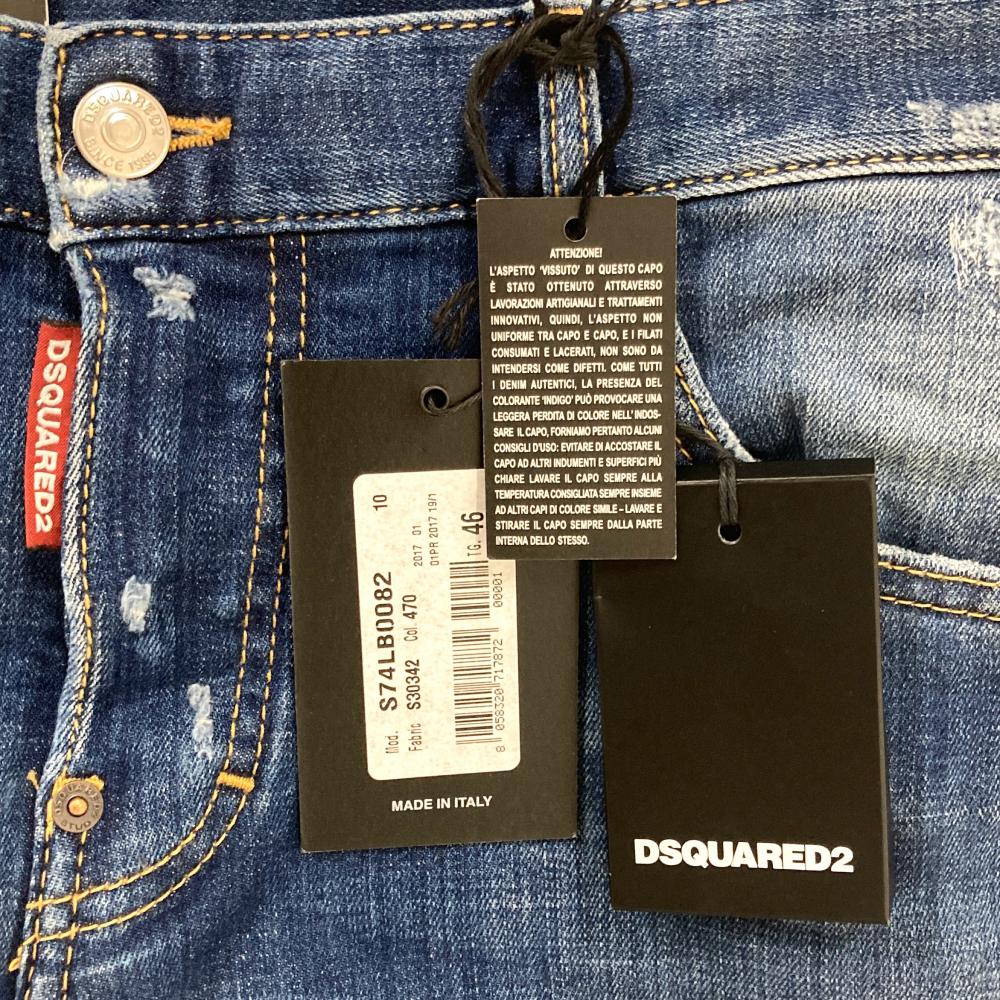 DSQUARED2
SINCE 1995
DSQUARED2
ATTENZIONE!
L'ASPETTO 'VISSUTO' DI QUESTO CAPO
È STATO OTTENUTO ATTRAVERSO
LAVORAZIONI ARTIGIANALI E TRATTAMENTI
INNOVATIVI, QUINDI, L'ASPETTO NON
UNIFORME TRA CAPO E CAPO, E I FILATI
CONSUMATI E LACERATI, NON SONO DA
INTENDERSI COME DIFETTI. COME TUTTI
I DENIM AUTENTICI, LA PRESENZA DEL
COLORANTE 'INDIGO' PUÒ PROVOCARE UNA
LEGGERA PERDITA DI COLORE NELL' INDOS-
SARE IL CAPO, FORNIAMO PERTANTO ALCUNI
CONSIGLI D'USO: EVITARE DI ACCOSTARE IL
CAPO AD ALTRI INDUMENTI E SUPERFICI PIÙ
CHIARE LAVARE IL CAPO SEMPRE ALLA
TEMPERATURA CONSIGLIATA SEMPRE INSIEME
AD ALTRI CAPI DI COLORE SIMILE – LAVARE E
STIRARE IL CAPO SEMPRE DALLA PARTE
INTERNA DELLO STESSO.
10
Mod. S74LB0082
2017 01
Fabric S30342 Col. 470
01PR 2017 19/1
TG. 46
8 058320 717872 00001
MADE IN ITALY
DSQUARED2
DSQUARED2
STUD